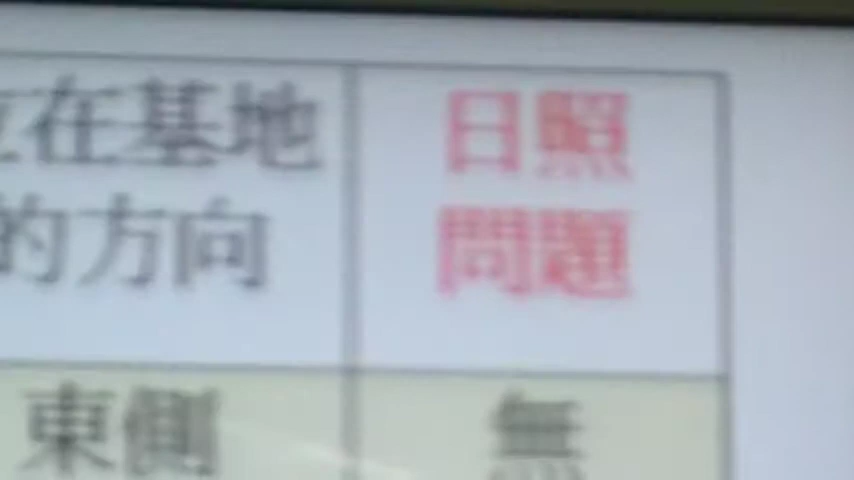 在基地
的方向
日照
問題
東側
無